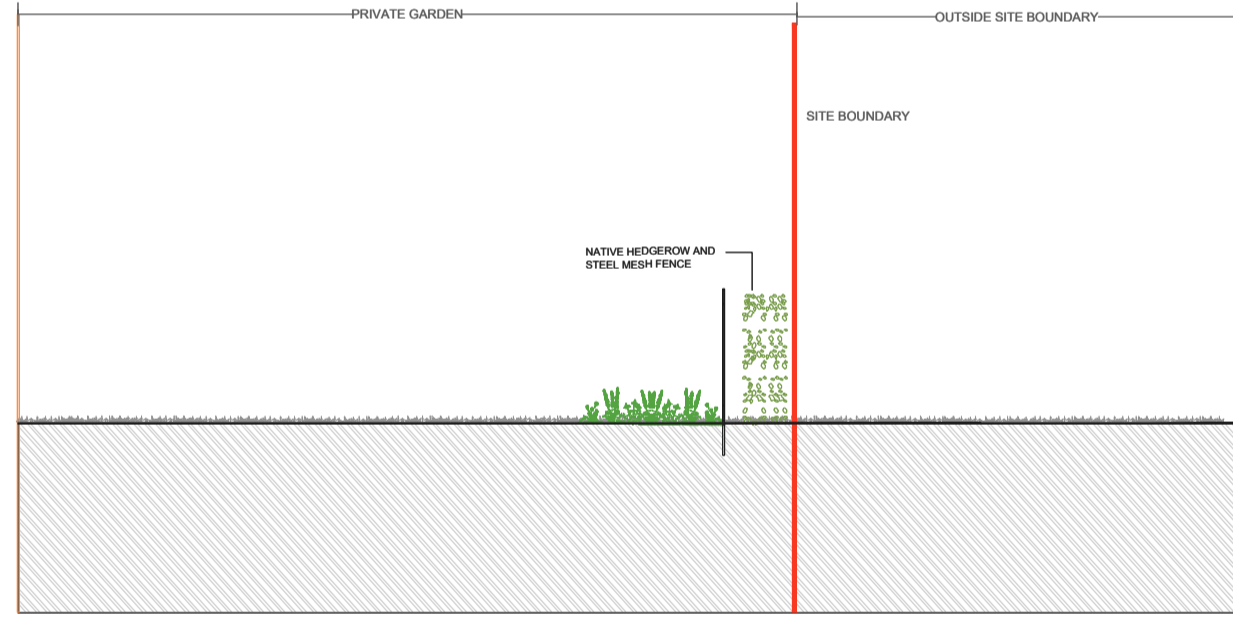 PRIVATE GARDEN
OUTSIDE SITE BOUNDARY
SITE BOUNDARY
NATIVE HEDGEROW AND
STEEL MESH FENCE